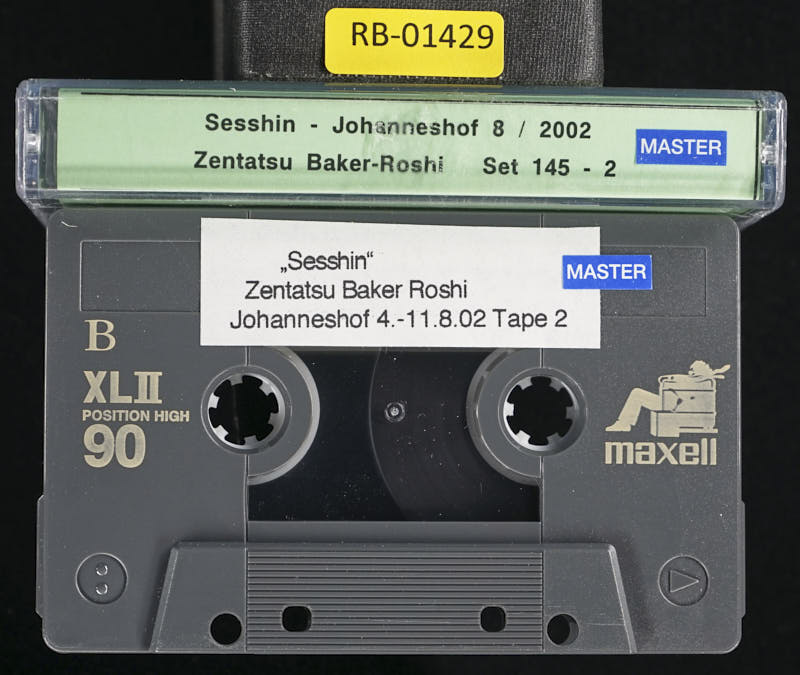 RB-01429
Sesshin - Johanneshof 8 / 2002
Zentatsu Baker-Roshi Set 145 - 2
MASTER
„Sesshin“
Zentatsu Baker Roshi
Johanneshof 4.-11.8.02 Tape 2
MASTER
B
XLII
POSITION HIGH
90
maxell